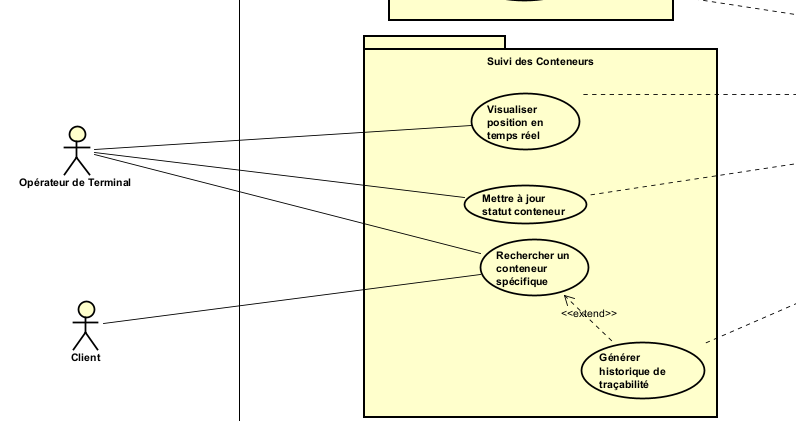 Suivi des Conteneurs
Visualiser
position en
temps réel
Opérateur de Terminal
Mettre à jour
statut conteneur
Rechercher un
conteneur
spécifique
<<extend>>
Client
Générer
historique de
traçabilité